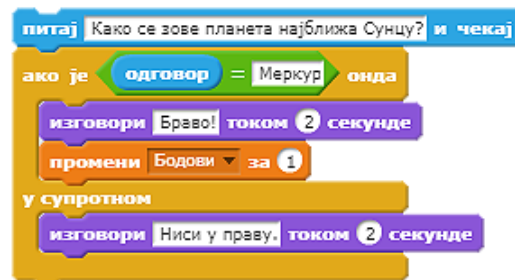 питај Како се зове планета најближа Сунцу? и чекај
ако је одговор = Меркур онда
изговори Браво! током 2 секунде
промени Бодови за 1
у супротном
изговори Ниси у праву. током 2 секунде